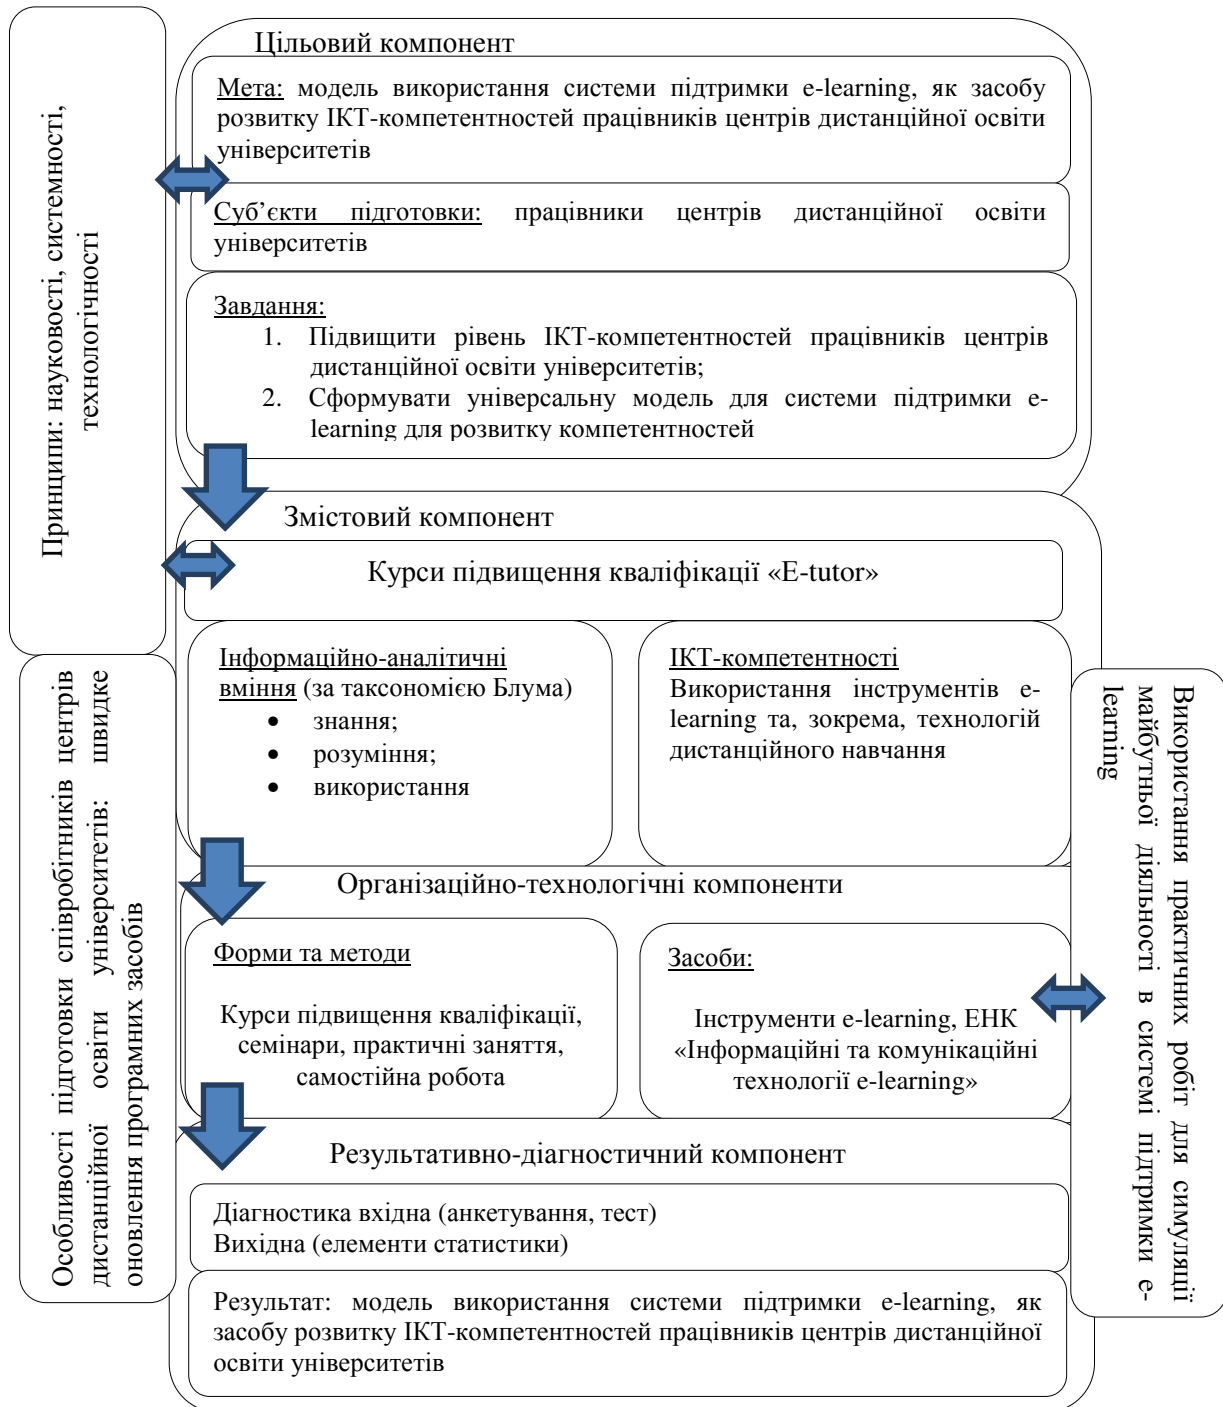 Принципи: науковості, системності,
технологічності
Цільовий компонент
Мета: модель використання системи підтримки e-learning, як засобу
розвитку ІКТ-компетентностей працівників центрів дистанційної освіти
університетів
Суб’єкти підготовки: працівники центрів дистанційної освіти
університетів
Завдання:
1. Підвищити рівень ІКТ-компетентностей працівників центрів
дистанційної освіти університетів;
2. Сформувати універсальну модель для системи підтримки e-
learning для розвитку компетентностей
Змістовий компонент
Курси підвищення кваліфікації «E-tutor»
Інформаційно-аналітичні
вміння (за таксономією Блума)
• знання;
• розуміння;
• використання
ІКТ-компетентності
Використання інструментів e-
learning та, зокрема, технологій
дистанційного навчання
Особливості підготовки співробітників центрів
дистанційної освіти університетів: швидке
оновлення програмних засобів
Використання практичних робіт для симуляції
майбутньої діяльності в системі підтримки e-
learning
Організаційно-технологічні компоненти
Форми та методи
Курси підвищення кваліфікації,
семінари, практичні заняття,
самостійна робота
Засоби:
Інструменти e-learning, ЕНК
«Інформаційні та комунікаційні
технології e-learning»
Результативно-діагностичний компонент
Діагностика вхідна (анкетування, тест)
Вихідна (елементи статистики)
Результат: модель використання системи підтримки e-learning, як
засобу розвитку ІКТ-компетентностей працівників центрів дистанційної
освіти університетів